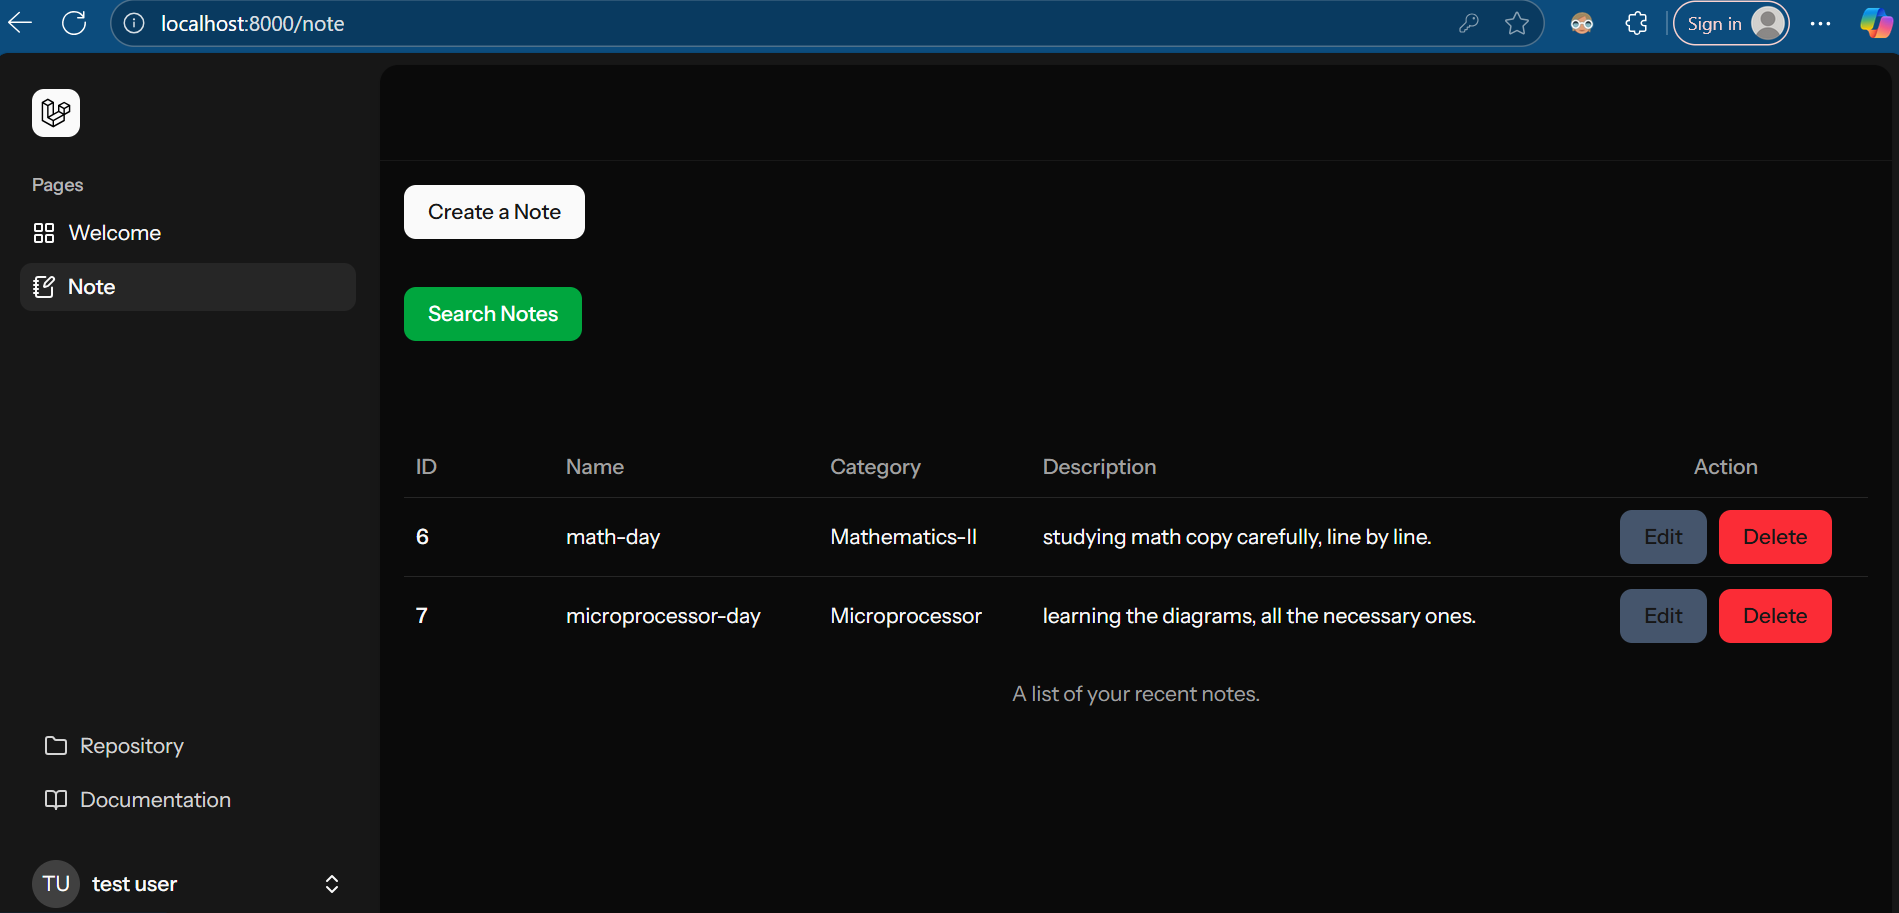 localhost:8000/note
Sign in
Pages
Welcome
Note
Create a Note
Search Notes
ID Name Category Description Action
6 math-day Mathematics-II studying math copy carefully, line by line. Edit Delete
7 microprocessor-day Microprocessor learning the diagrams, all the necessary ones. Edit Delete
A list of your recent notes.
Repository
Documentation
TU test user